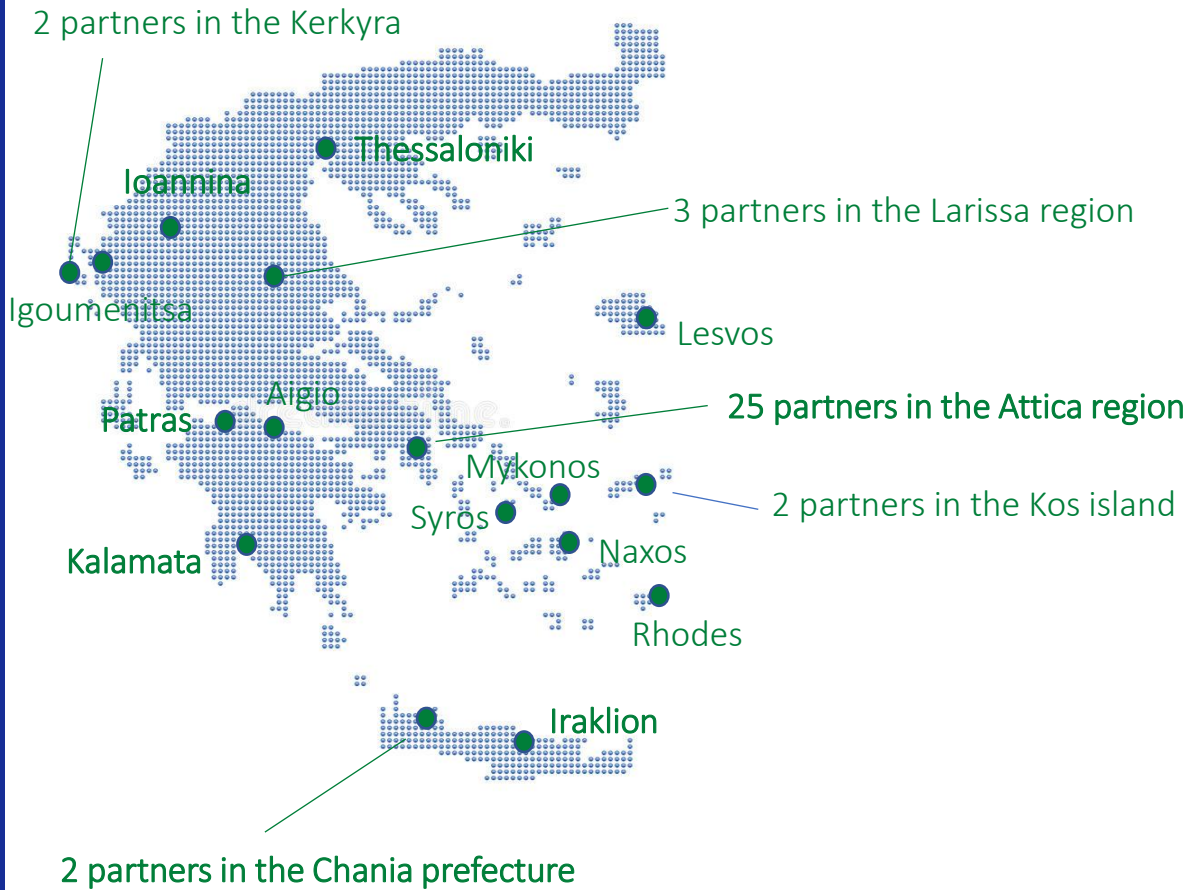 2 partners in the Kerkyra
Thessaloniki
Ioannina
3 partners in the Larissa region
Igoumenitsa
Lesvos
Aigio
Patras
25 partners in the Attica region
Mykonos
2 partners in the Kos island
Syros
Naxos
Kalamata
Rhodes
Iraklion
2 partners in the Chania prefecture